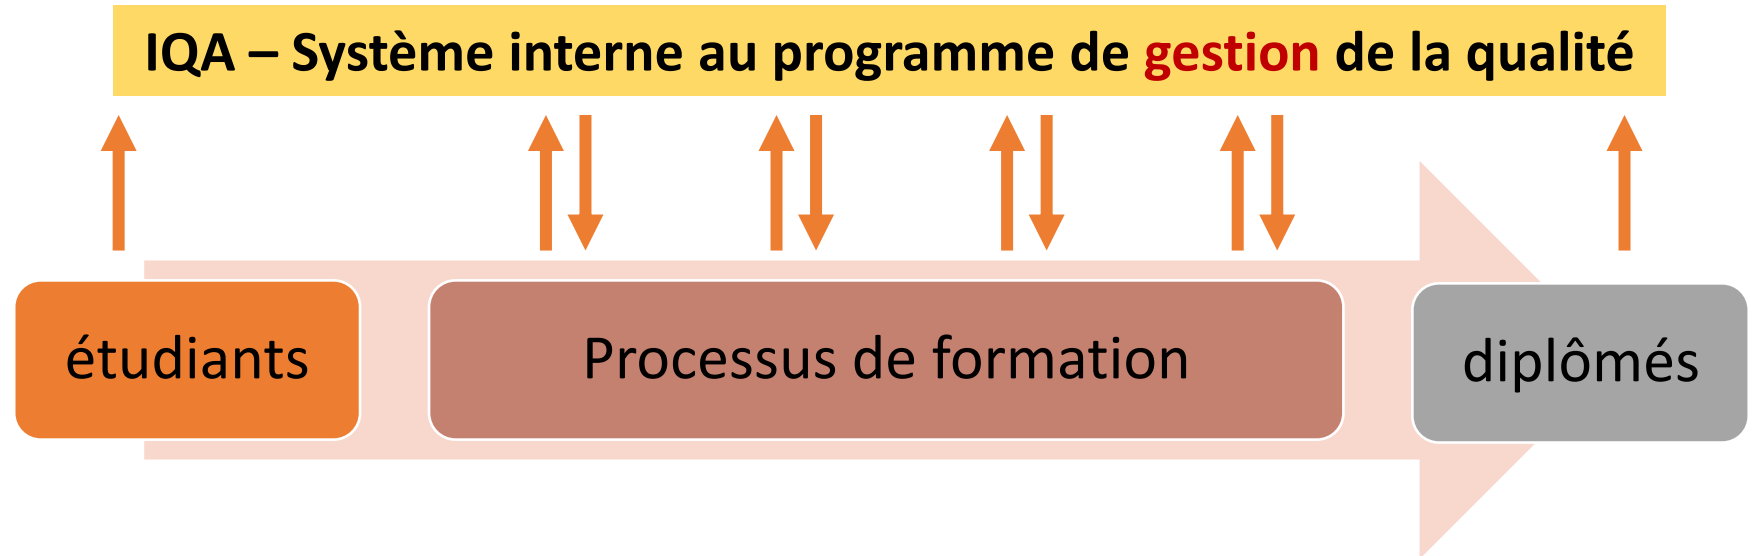 IQA – Système interne au programme de gestion de la qualité
étudiants
Processus de formation
diplômés